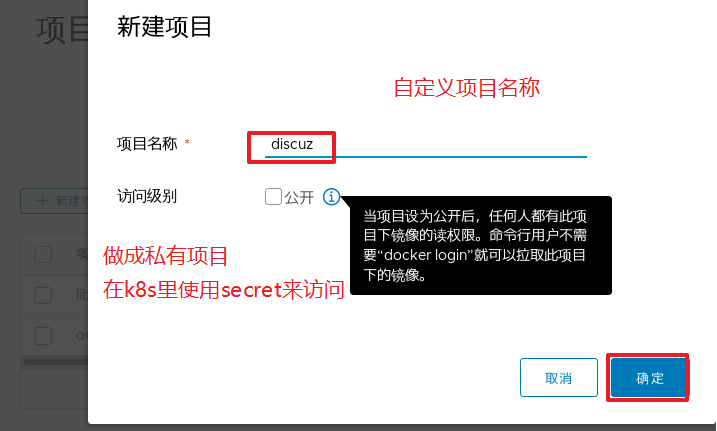 项目
新建项目
自定义项目名称
项目名称 *
discuz
新建项
访问级别
公开
当项目设为公开后，任何人都有此项
目下镜像的读权限。命令行用户不需
要“docker login”就可以拉取此项目
下的镜像。
做成私有项目
在k8s里使用secret来访问
项
lib
ov
取消
确定